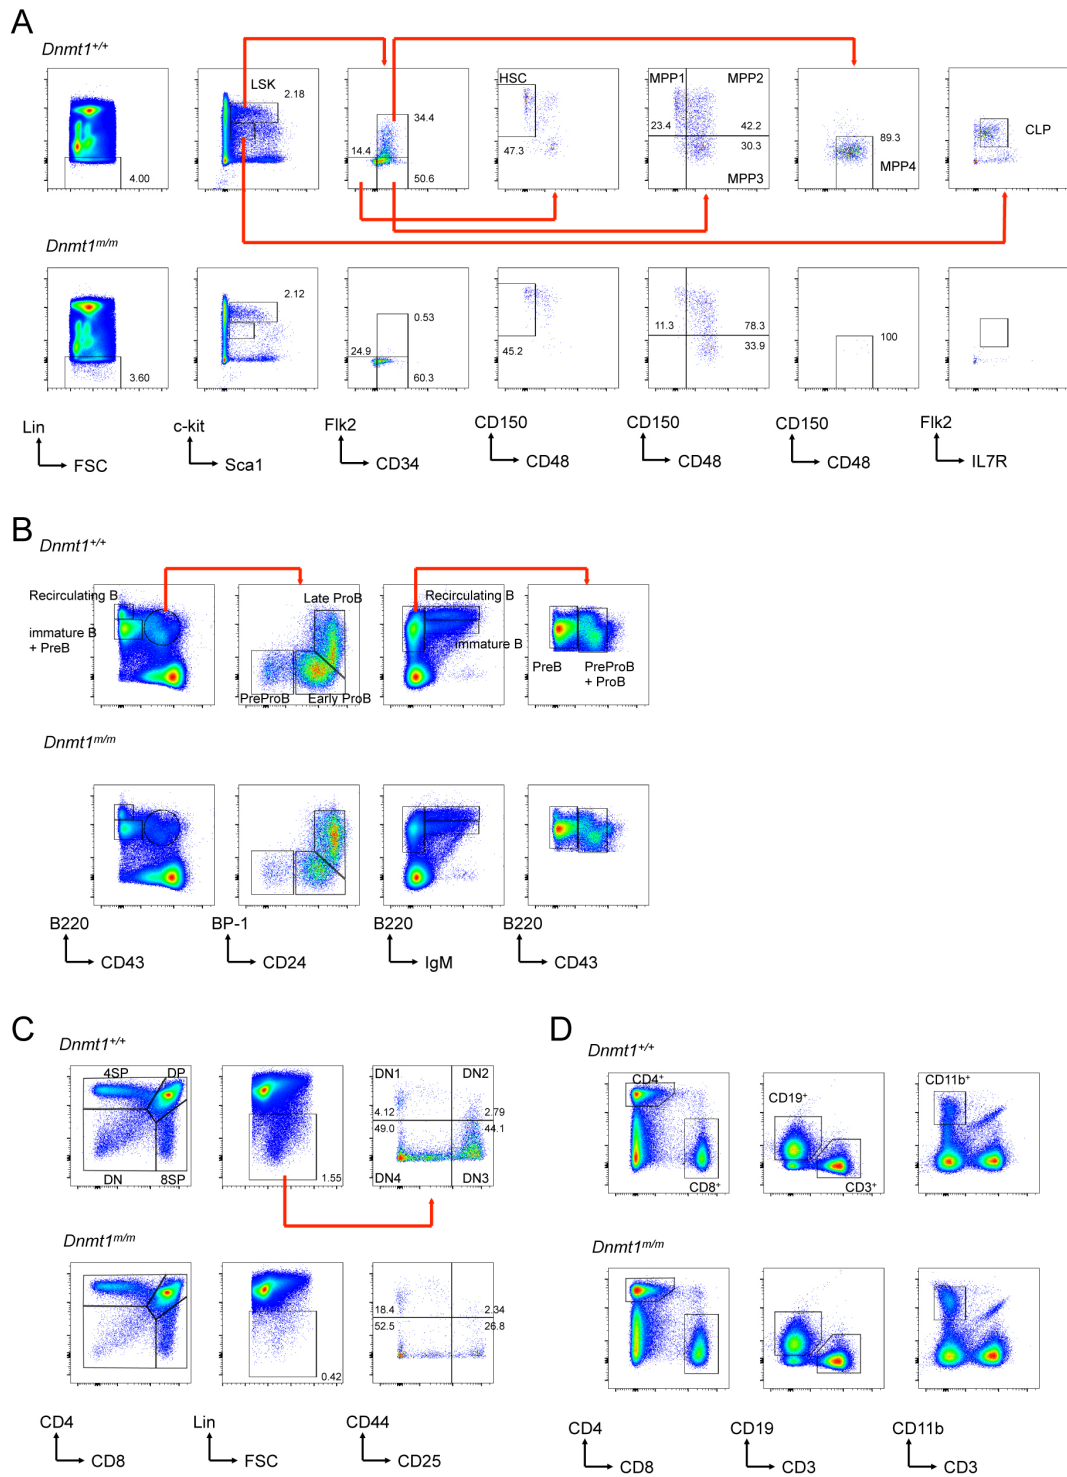 A
Dnmt1+/+
LSK
2.18
4.00
34.4
14.4
50.6
HSC
47.3
MPP1
MPP2
23.4
42.2
30.3
MPP3
89.3
MPP4
CLP
Dnmt1m/m
3.60
2.12
0.53
24.9
60.3
45.2
11.3
78.3
33.9
100
Lin
FSC
c-kit
Sca1
Flk2
CD34
CD150
CD48
CD150
CD48
CD150
CD48
Flk2
IL7R
B
Dnmt1+/+
Recirculating B
immature B
+ PreB
Late ProB
PreProB
Early ProB
Recirculating B
immature B
PreB
PreProB
+ ProB
Dnmt1m/m
B220
CD43
BP-1
CD24
B220
IgM
B220
CD43
C
Dnmt1+/+
4SP
DP
DN
8SP
1.55
DN1
DN2
4.12
2.79
49.0
44.1
DN4
DN3
Dnmt1m/m
0.42
18.4
2.34
52.5
26.8
CD4
CD8
Lin
FSC
CD44
CD25
D
Dnmt1+/+
CD4+
CD8+
CD19+
CD3+
CD11b+
Dnmt1m/m
CD4
CD8
CD19
CD3
CD11b
CD3